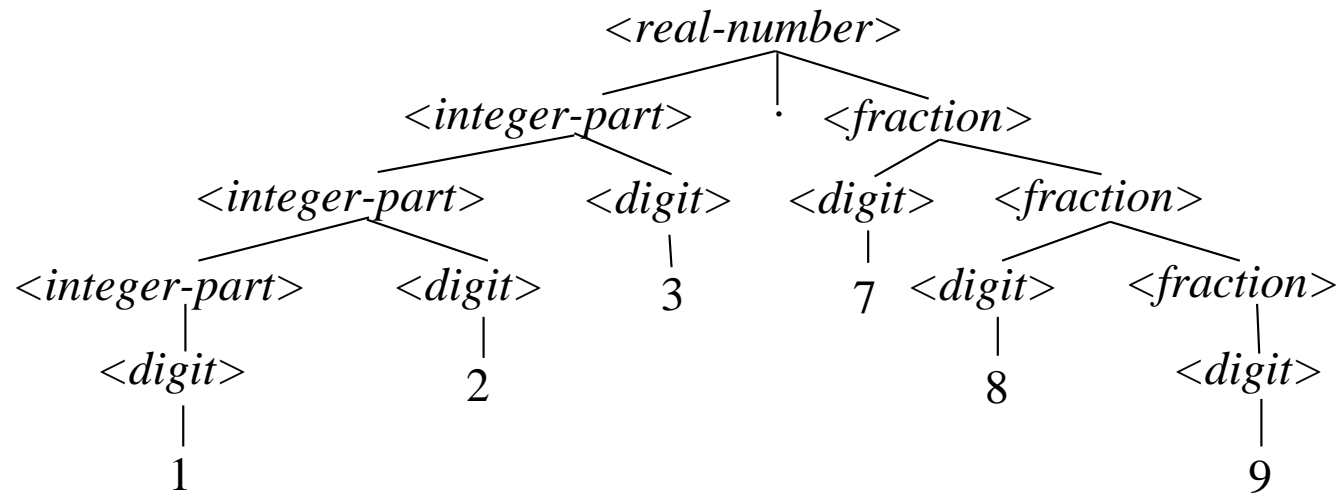 <real-number>
<integer-part> . <fraction>
<integer-part> <digit> <digit> <fraction>
<integer-part> <digit> 3 7 <digit> <fraction>
<digit> 2 8 <digit>
1 9